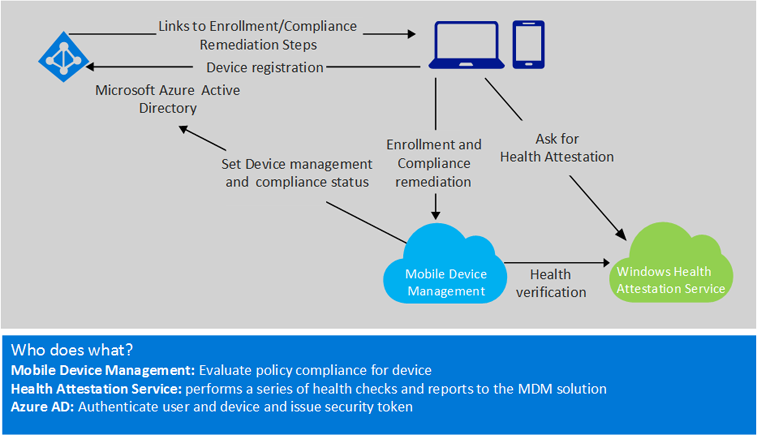 Links to Enrollment/Compliance
Remediation Steps
Device registration
Microsoft Azure Active
Directory
Set Device management
and compliance status
Enrollment and
Compliance
remediation
Ask for
Health Attestation
Mobile Device
Management
Health
verification
Windows Health
Attestation Service
Who does what?
Mobile Device Management: Evaluate policy compliance for device
Health Attestation Service: performs a series of health checks and reports to the MDM solution
Azure AD: Authenticate user and device and issue security token